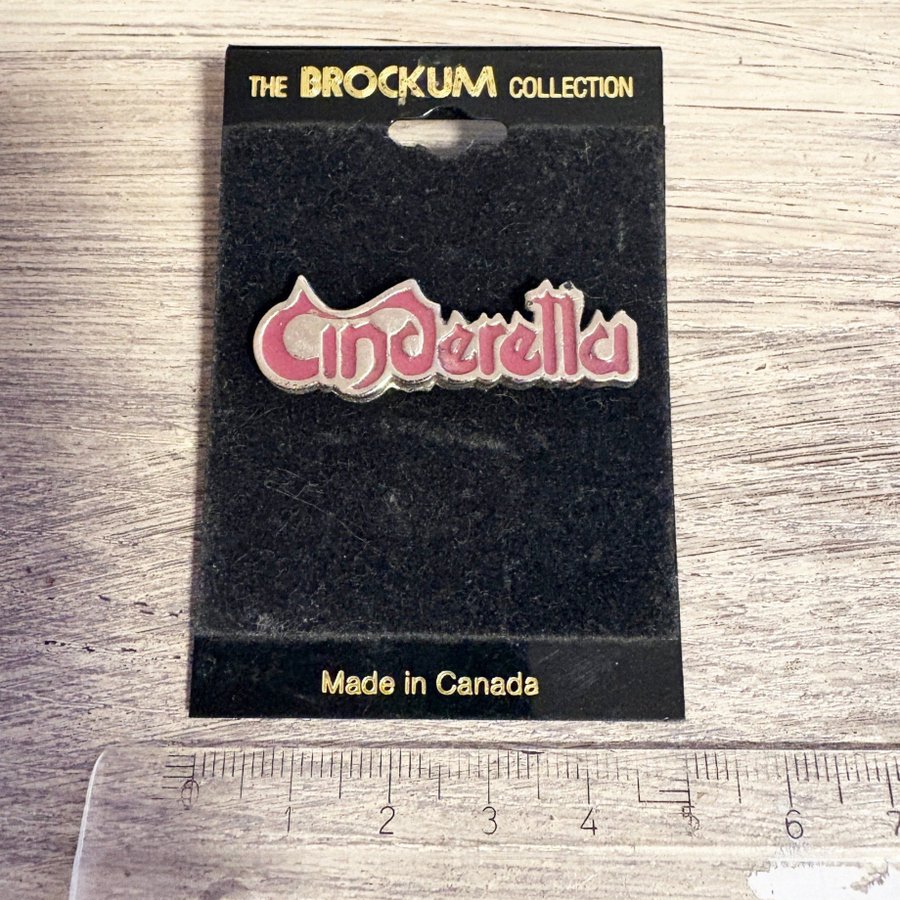 THE BROCKUM COLLECTION
Cinderella
Made in Canada
0 1 2 3 4 5 6 7